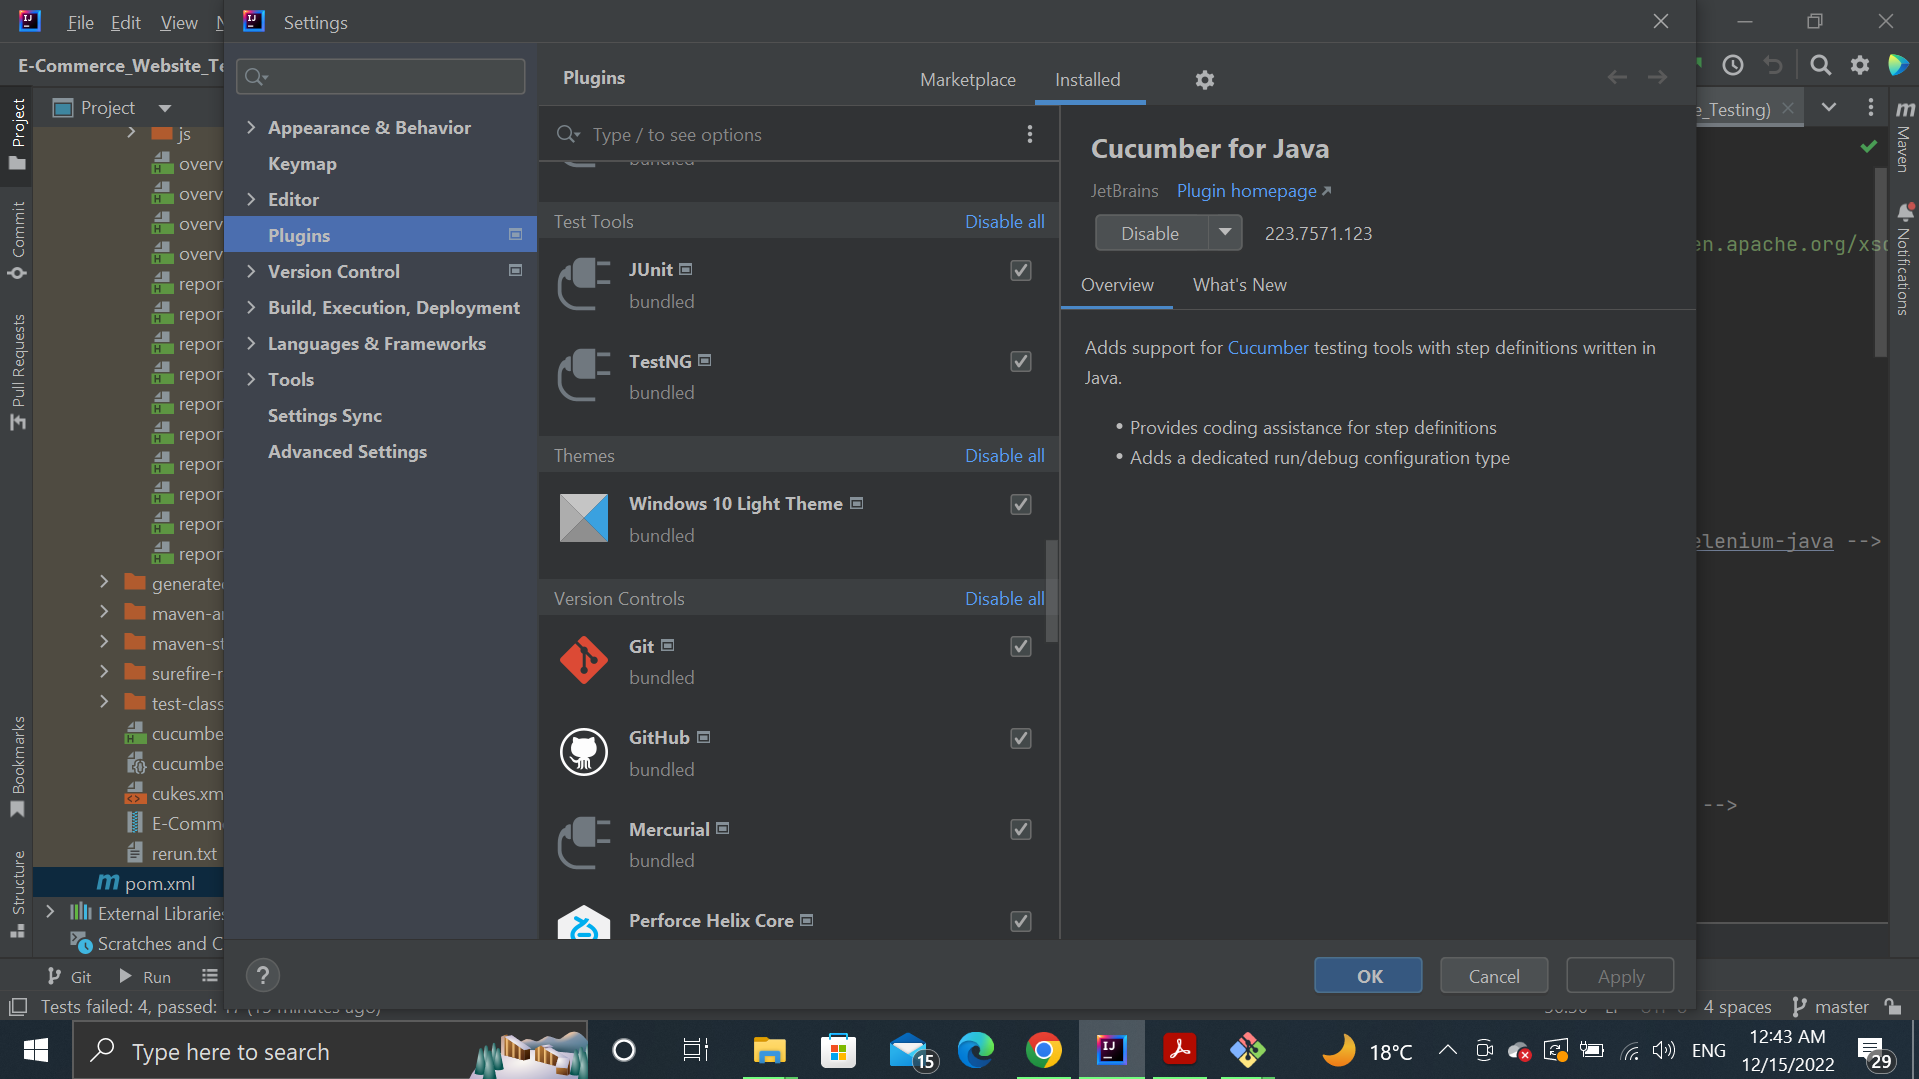 File Edit View
Settings
E-Commerce_Website_Te
Project
js
overv
overv
overv
overv
repor
repor
repor
repor
repor
repor
repor
repor
repor
repor
generated
maven-ar
maven-st
surefire-r
test-class
cucumbe
cucumbe
cukes.xm
E-Comme
rerun.txt
pom.xml
External Libraries
Scratches and C
Project
Commit
Pull Requests
Bookmarks
Structure
Appearance & Behavior
Keymap
Editor
Plugins
Version Control
Build, Execution, Deployment
Languages & Frameworks
Tools
Settings Sync
Advanced Settings
Plugins
Marketplace
Installed
Type / to see options
bundled
Test Tools
Disable all
JUnit
bundled
TestNG
bundled
Themes
Disable all
Windows 10 Light Theme
bundled
Version Controls
Disable all
Git
bundled
GitHub
bundled
Mercurial
bundled
Perforce Helix Core
Cucumber for Java
JetBrains Plugin homepage
Disable
223.7571.123
Overview
What's New
Adds support for Cucumber testing tools with step definitions written in
Java.
• Provides coding assistance for step definitions
• Adds a dedicated run/debug configuration type
OK
Cancel
Apply
?
e_Testing)
en.apache.org/xsd
elenium-java -->
-->
Maven
Notifications
Git
Run
Tests failed: 4, passed:
4 spaces
master
Type here to search
15
18°C
ENG
12:43 AM
12/15/2022
29